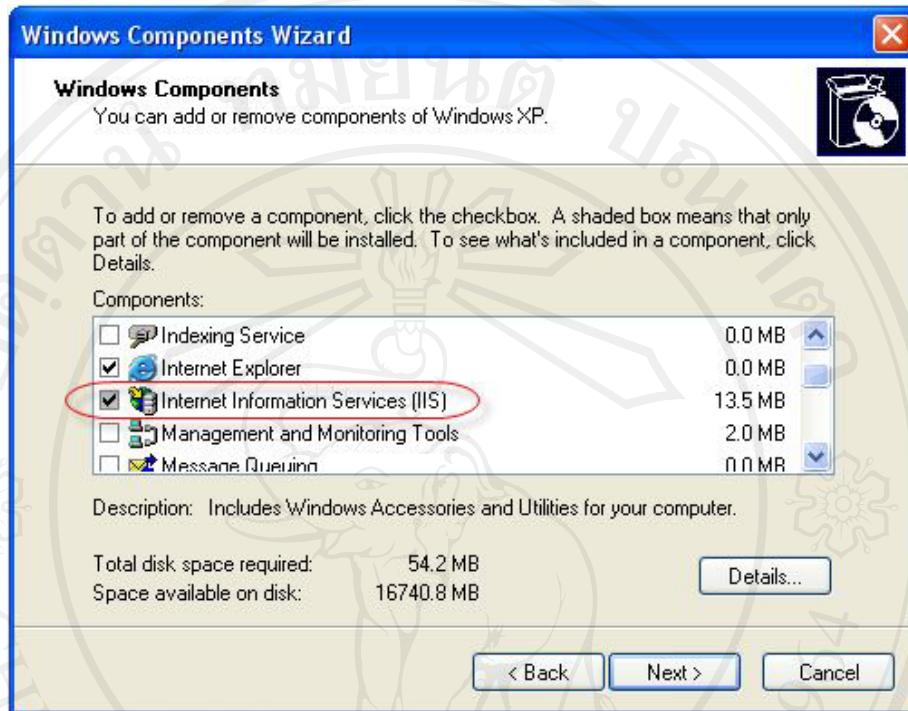 Windows Components Wizard
Windows Components
You can add or remove components of Windows XP.
To add or remove a component, click the checkbox. A shaded box means that only
part of the component will be installed. To see what's included in a component, click
Details.
Components:
Indexing Service 0.0 MB
Internet Explorer 0.0 MB
Internet Information Services (IIS) 13.5 MB
Management and Monitoring Tools 2.0 MB
Message Queuing 0.0 MB
Description: Includes Windows Accessories and Utilities for your computer.
Total disk space required: 54.2 MB
Space available on disk: 16740.8 MB
Details...
< Back Next > Cancel